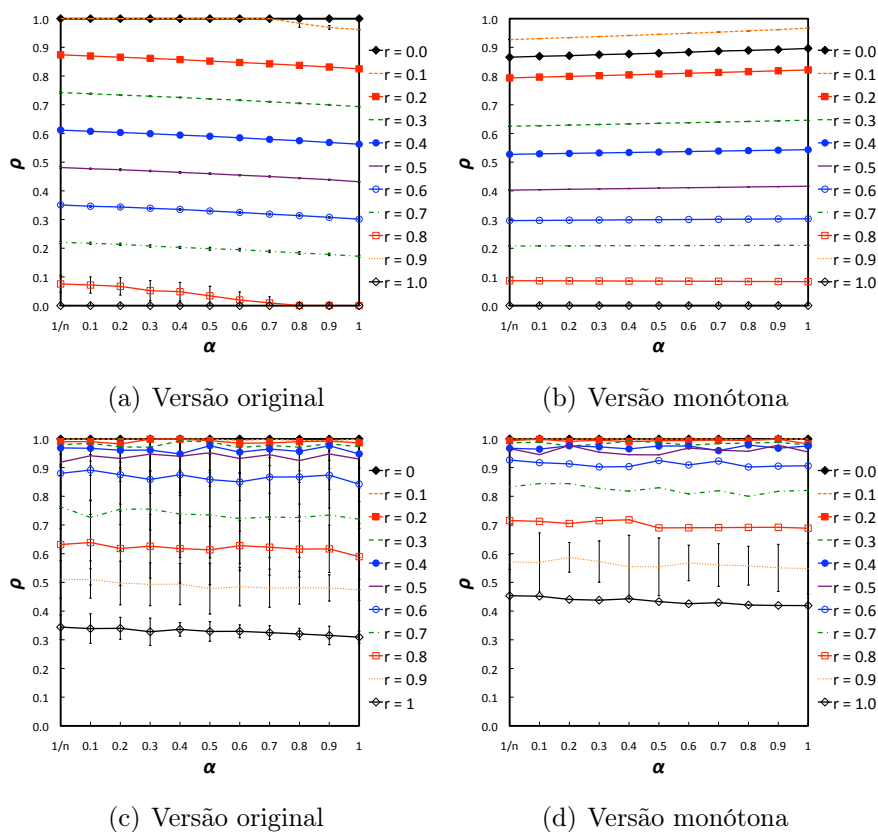 1.0
0.9
0.8
0.7
0.6
0.5
0.4
0.3
0.2
0.1
0.0
ρ
1/n 0.1 0.2 0.3 0.4 0.5 0.6 0.7 0.8 0.9 1
α
r = 0.0
r = 0.1
r = 0.2
r = 0.3
r = 0.4
r = 0.5
r = 0.6
r = 0.7
r = 0.8
r = 0.9
r = 1.0
(a) Versão original
1.0
0.9
0.8
0.7
0.6
0.5
0.4
0.3
0.2
0.1
0.0
ρ
1/n 0.1 0.2 0.3 0.4 0.5 0.6 0.7 0.8 0.9 1
α
r = 0.0
r = 0.1
r = 0.2
r = 0.3
r = 0.4
r = 0.5
r = 0.6
r = 0.7
r = 0.8
r = 0.9
r = 1.0
(b) Versão monótona
1.0
0.9
0.8
0.7
0.6
0.5
0.4
0.3
0.2
0.1
0.0
ρ
1/n 0.1 0.2 0.3 0.4 0.5 0.6 0.7 0.8 0.9 1
α
r = 0
r = 0.1
r = 0.2
r = 0.3
r = 0.4
r = 0.5
r = 0.6
r = 0.7
r = 0.8
r = 0.9
r = 1
(c) Versão original
1.0
0.9
0.8
0.7
0.6
0.5
0.4
0.3
0.2
0.1
0.0
ρ
1/n 0.1 0.2 0.3 0.4 0.5 0.6 0.7 0.8 0.9 1
α
r = 0.0
r = 0.1
r = 0.2
r = 0.3
r = 0.4
r = 0.5
r = 0.6
r = 0.7
r = 0.8
r = 0.9
r = 1.0
(d) Versão monótona